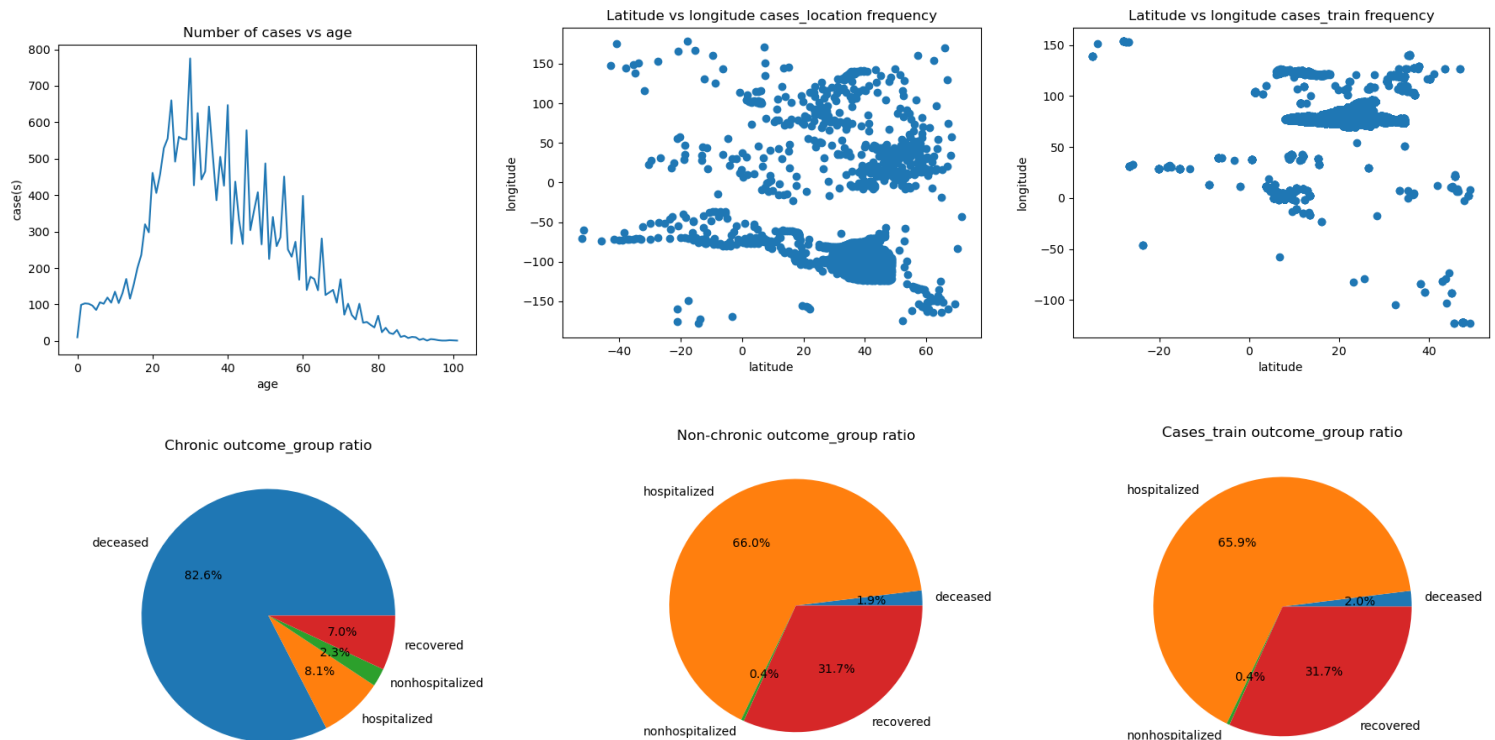 Number of cases vs age
800
700
600
500
400
300
200
100
0
case(s)
0 20 40 60 80 100
age
Latitude vs longitude cases_location frequency
150
100
50
0
−50
−100
−150
longitude
−40 −20 0 20 40 60
latitude
Latitude vs longitude cases_train frequency
150
100
50
0
−50
−100
longitude
−20 0 20 40
latitude
Chronic outcome_group ratio
deceased
82.6%
7.0%
recovered
2.3%
nonhospitalized
8.1%
hospitalized
Non-chronic outcome_group ratio
hospitalized
66.0%
1.9%
deceased
0.4%
nonhospitalized
31.7%
recovered
Cases_train outcome_group ratio
hospitalized
65.9%
2.0%
deceased
0.4%
nonhospitalized
31.7%
recovered